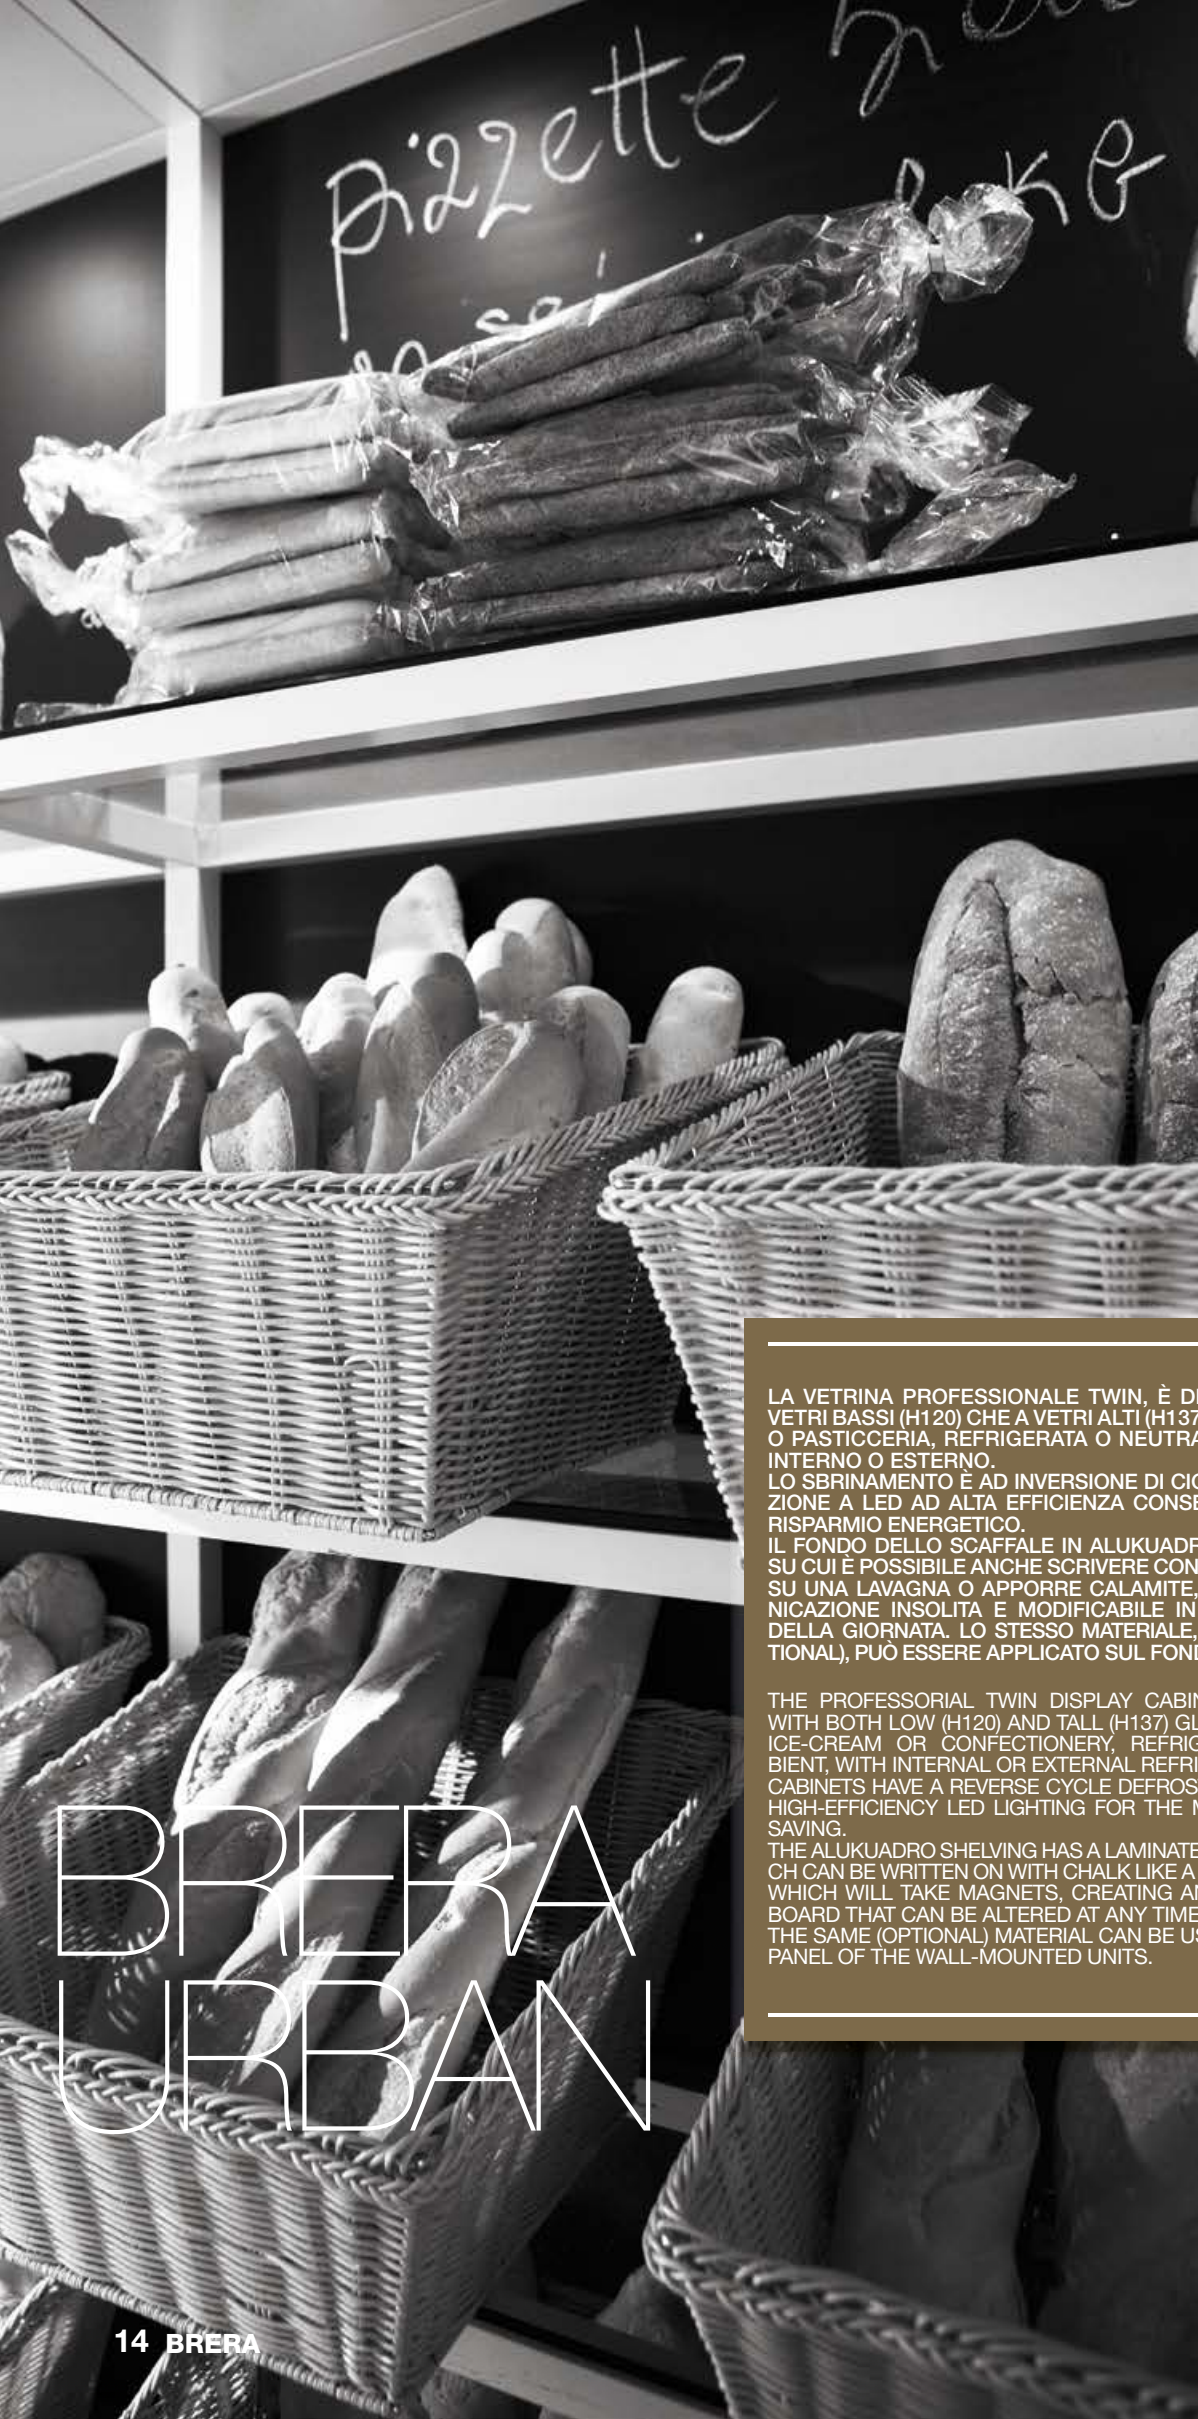 pizzette
BRERA
URBAN
LA VETRINA PROFESSIONALE TWIN, È DI
VETRI BASSI (H120) CHE A VETRI ALTI (H137
O PASTICCERIA, REFRIGERATA O NEUTRA
INTERNO O ESTERNO.
LO SBRINAMENTO È AD INVERSIONE DI CIC
ZIONE A LED AD ALTA EFFICIENZA CONSE
RISPARMIO ENERGETICO.
IL FONDO DELLO SCAFFALE IN ALUKUADR
SU CUI È POSSIBILE ANCHE SCRIVERE CON
SU UNA LAVAGNA O APPORRE CALAMITE,
NICAZIONE INSOLITA E MODIFICABILE IN
DELLA GIORNATA. LO STESSO MATERIALE,
TIONAL), PUÒ ESSERE APPLICATO SUL FOND
THE PROFESSORIAL TWIN DISPLAY CABIN
WITH BOTH LOW (H120) AND TALL (H137) GL
ICE-CREAM OR CONFECTIONERY, REFRIG
BIENT, WITH INTERNAL OR EXTERNAL REFRI
CABINETS HAVE A REVERSE CYCLE DEFROS
HIGH-EFFICIENCY LED LIGHTING FOR THE M
SAVING.
THE ALUKUADRO SHELVING HAS A LAMINATE
CH CAN BE WRITTEN ON WITH CHALK LIKE A
WHICH WILL TAKE MAGNETS, CREATING AN
BOARD THAT CAN BE ALTERED AT ANY TIME
THE SAME (OPTIONAL) MATERIAL CAN BE US
PANEL OF THE WALL-MOUNTED UNITS.
14 BRERA